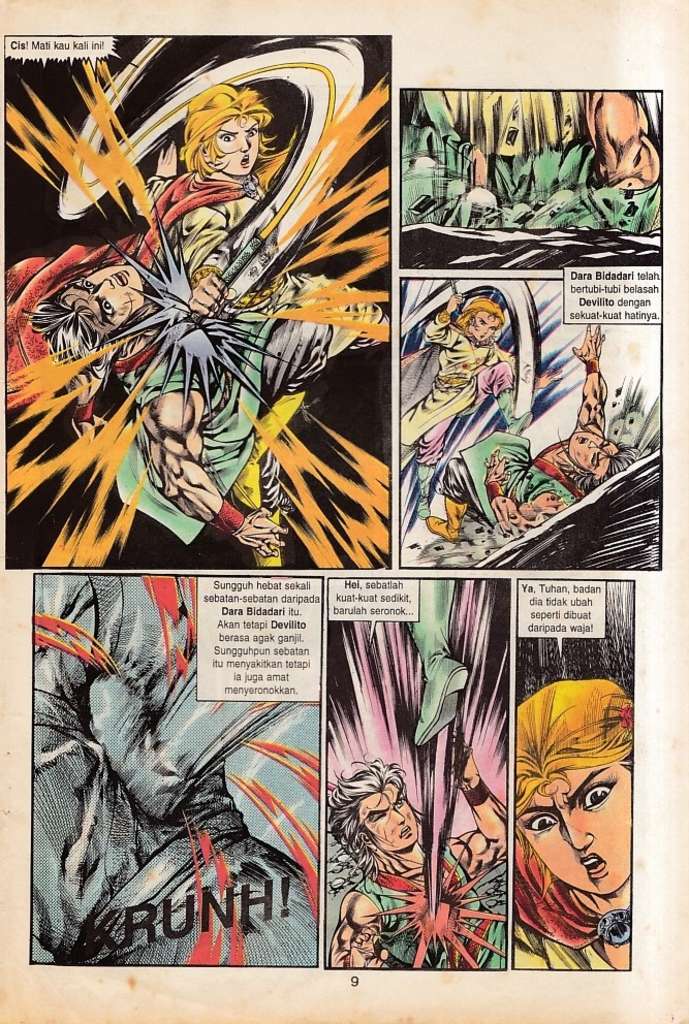 Cis! Mati kau kali ini!
Dara Bidadari telah
bertubi-tubi belasah
Devilito dengan
sekuat-kuat hatinya.
Sungguh hebat sekali
sebatan-sebatan daripada
Dara Bidadari itu.
Akan tetapi Devilito
berasa agak ganjil.
Sungguhpun sebatan
itu menyakitkan tetapi
ia juga amat
menyeronokkan.
KRUNH!
Hei, sebatlah
kuat-kuat sedikit,
barulah seronok...
Ya, Tuhan, badan
dia tidak ubah
seperti dibuat
daripada waja!
9